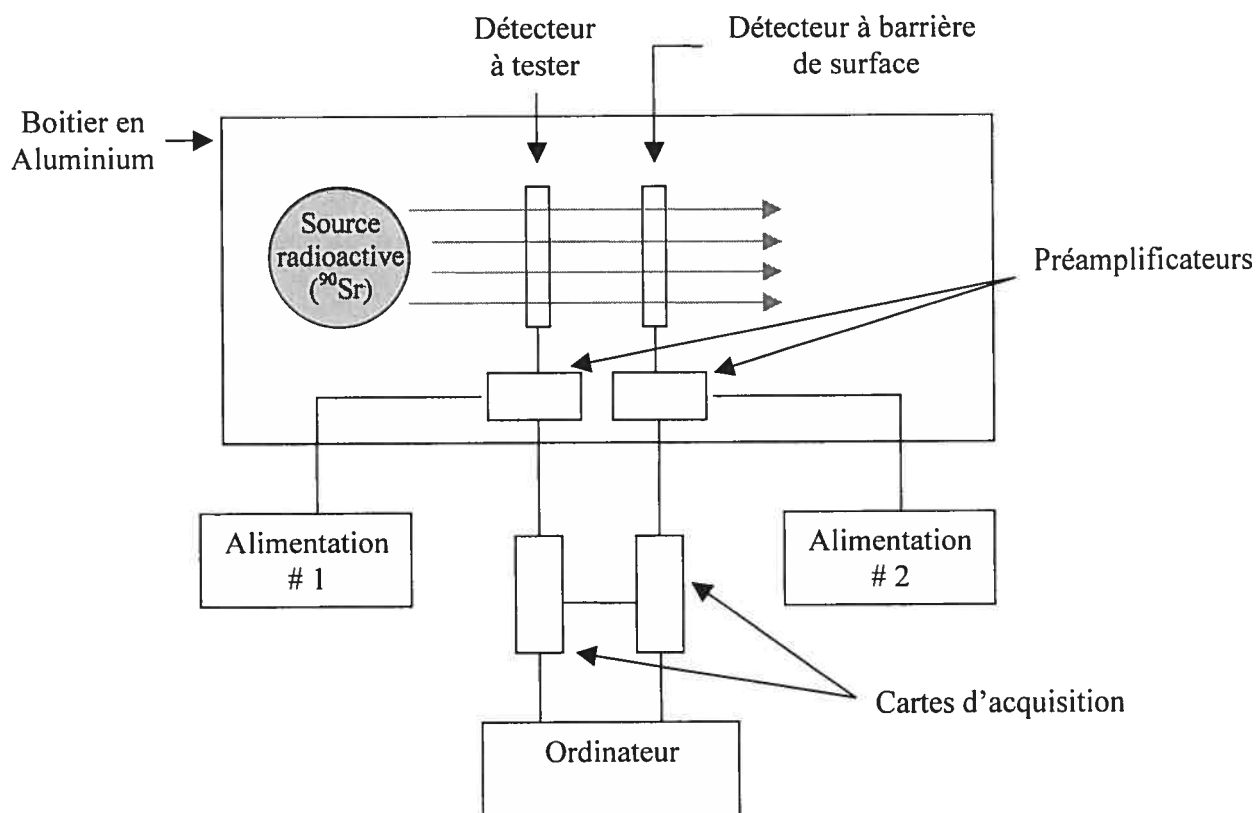 Détecteur
à tester
Détecteur à barrière
de surface
Boitier en
Aluminium
Source
radioactive
(⁹⁰Sr)
Préamplificateurs
Alimentation
# 1
Alimentation
# 2
Cartes d'acquisition
Ordinateur